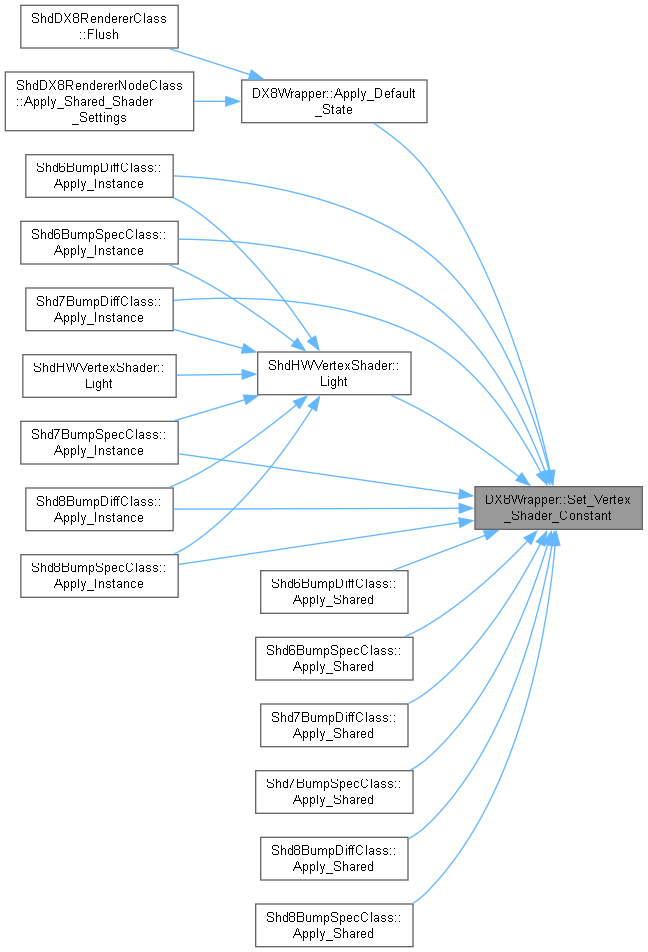 ShdDX8RendererClass
::Flush
ShdDX8RendererNodeClass
::Apply_Shared_Shader
_Settings
DX8Wrapper::Apply_Default
_State
Shd6BumpDiffClass::
Apply_Instance
Shd6BumpSpecClass::
Apply_Instance
Shd7BumpDiffClass::
Apply_Instance
ShdHWVertexShader::
Light
ShdHWVertexShader::
Light
Shd7BumpSpecClass::
Apply_Instance
Shd8BumpDiffClass::
Apply_Instance
Shd8BumpSpecClass::
Apply_Instance
DX8Wrapper::Set_Vertex
_Shader_Constant
Shd6BumpDiffClass::
Apply_Shared
Shd6BumpSpecClass::
Apply_Shared
Shd7BumpDiffClass::
Apply_Shared
Shd7BumpSpecClass::
Apply_Shared
Shd8BumpDiffClass::
Apply_Shared
Shd8BumpSpecClass::
Apply_Shared